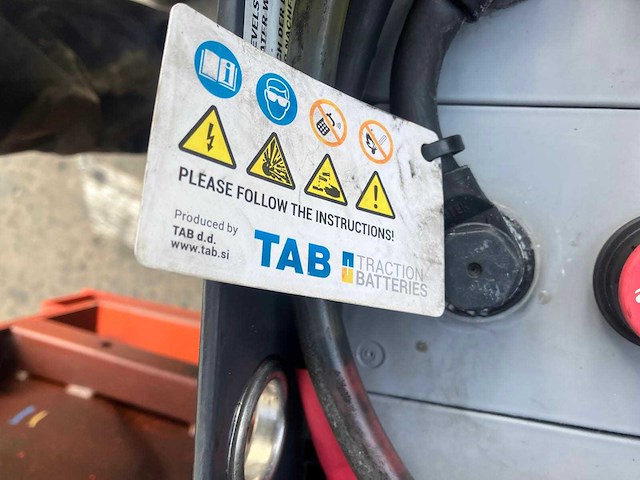 PLEASE FOLLOW THE INSTRUCTIONS!
Produced by
TAB d.d.
www.tab.si
TAB
TRACTION
BATTERIES